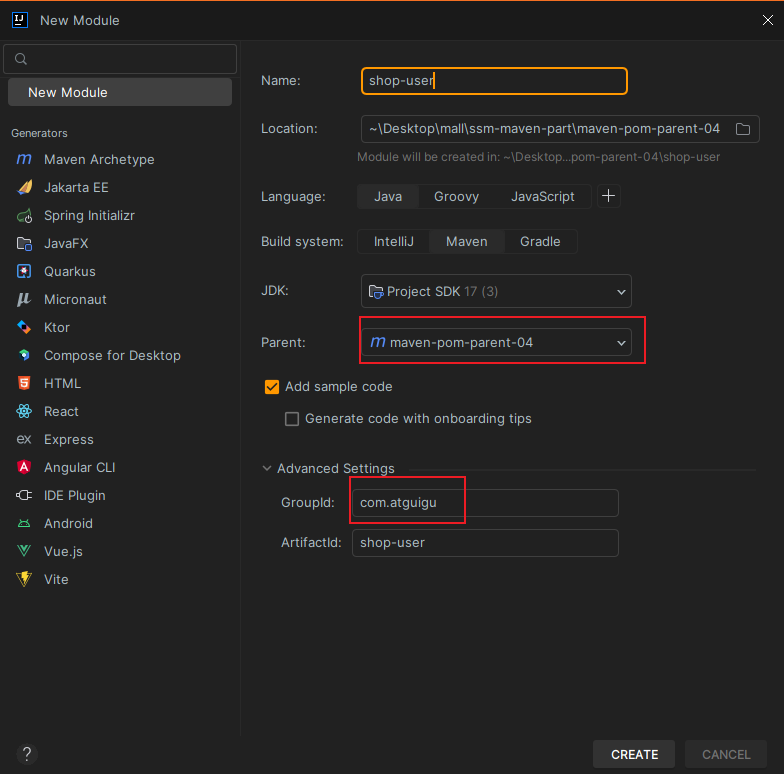 New Module
New Module
Generators
Maven Archetype
Jakarta EE
Spring Initializr
JavaFX
Quarkus
Micronaut
Ktor
Compose for Desktop
HTML
React
Express
Angular CLI
IDE Plugin
Android
Vue.js
Vite
Name: shop-user
Location: ~\Desktop\mall\ssm-maven-part\maven-pom-parent-04
Module will be created in: ~\Desktop...pom-parent-04\shop-user
Language: Java Groovy JavaScript +
Build system: IntelliJ Maven Gradle
JDK: Project SDK 17 (3)
Parent: maven-pom-parent-04
Add sample code
Generate code with onboarding tips
Advanced Settings
GroupId: com.atguigu
ArtifactId: shop-user
? CREATE CANCEL